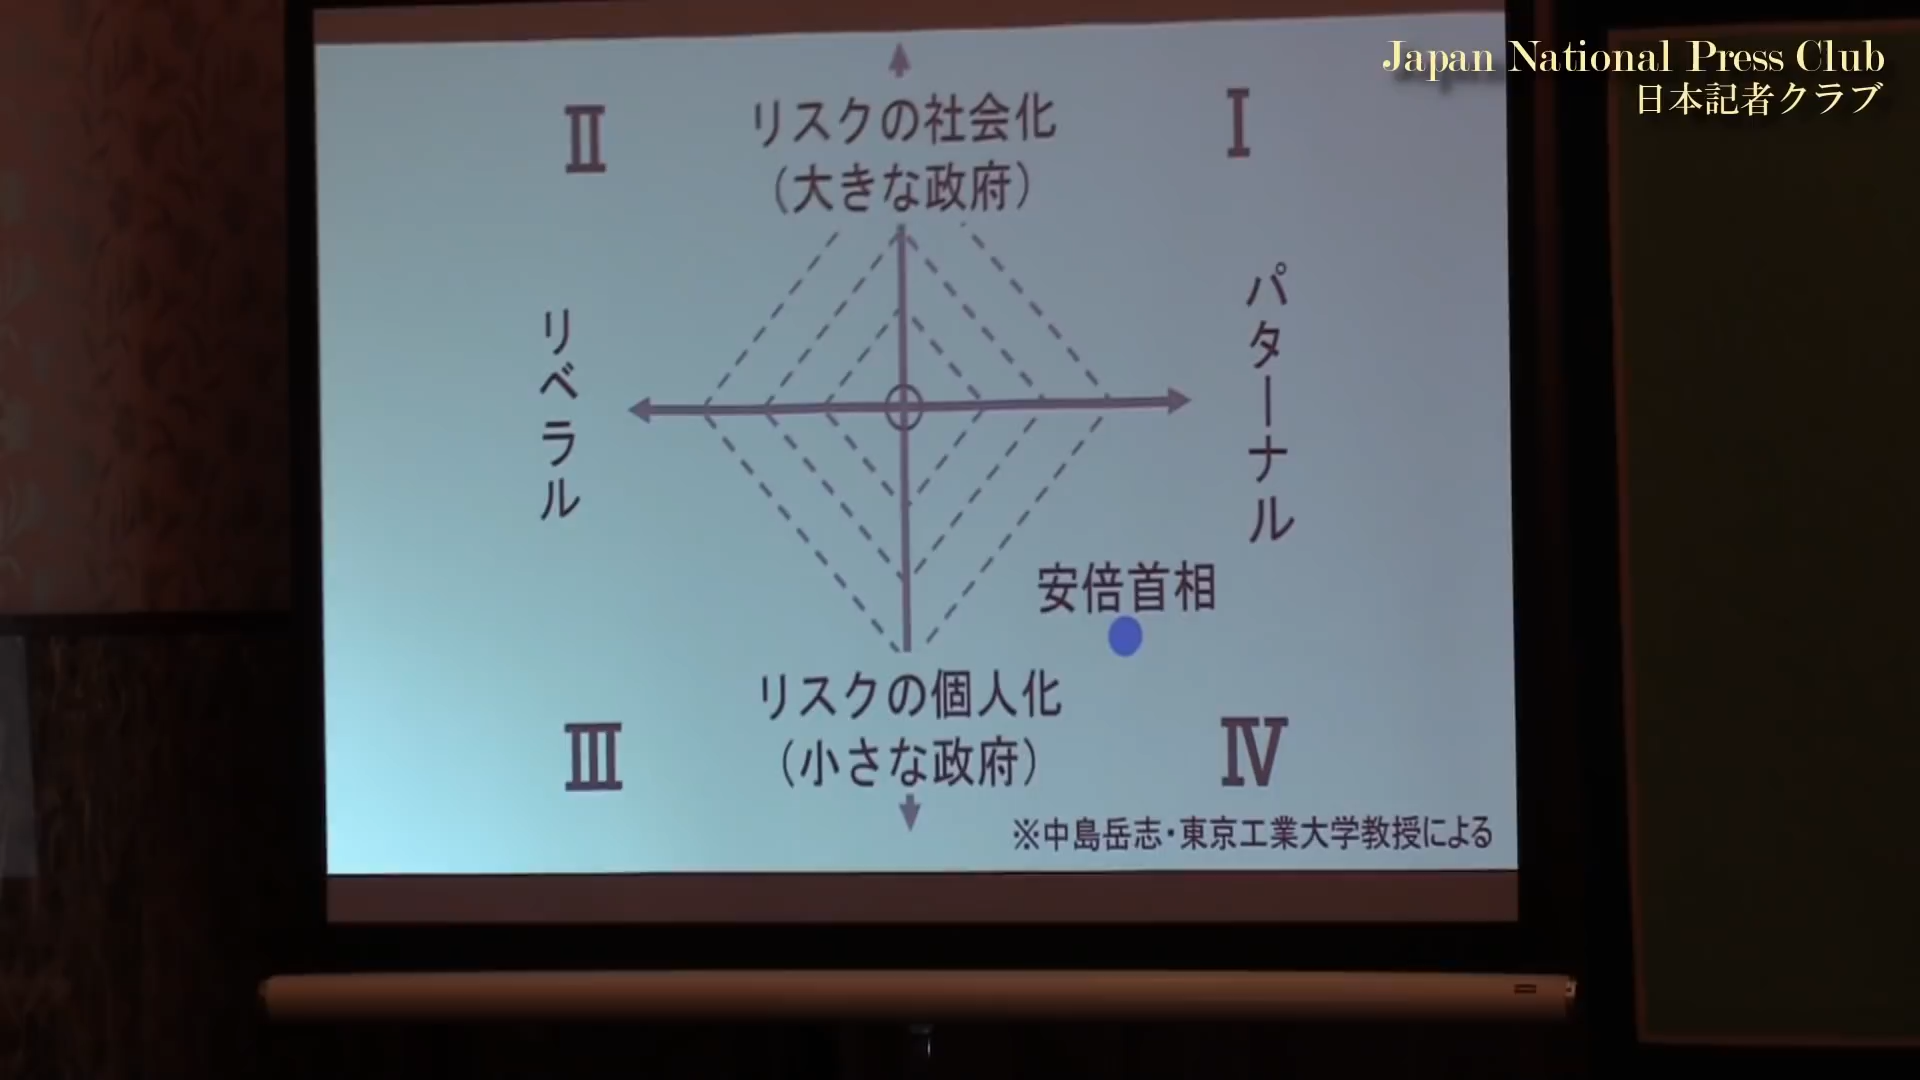 Japan National Press Club
日本記者クラブ
Ⅱ
リスクの社会化
（大きな政府）
Ⅰ
リベラル
パターナル
安倍首相
Ⅲ
リスクの個人化
（小さな政府）
Ⅳ
※中島岳志・東京工業大学教授による